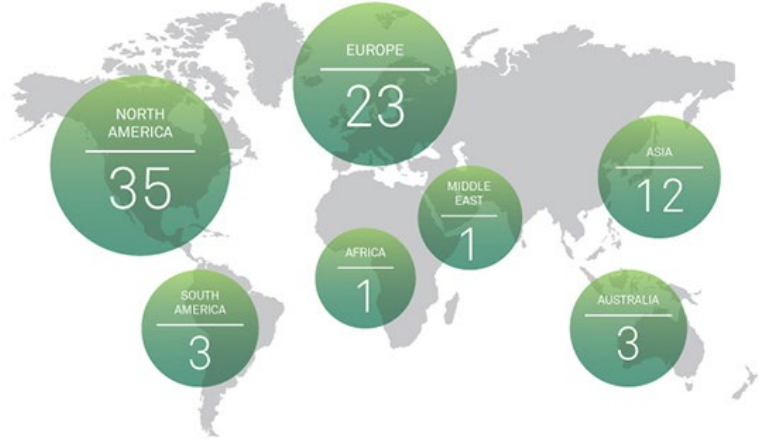 EUROPE
23
NORTH
AMERICA
35
ASIA
12
MIDDLE
EAST
1
AFRICA
1
SOUTH
AMERICA
3
AUSTRALIA
3